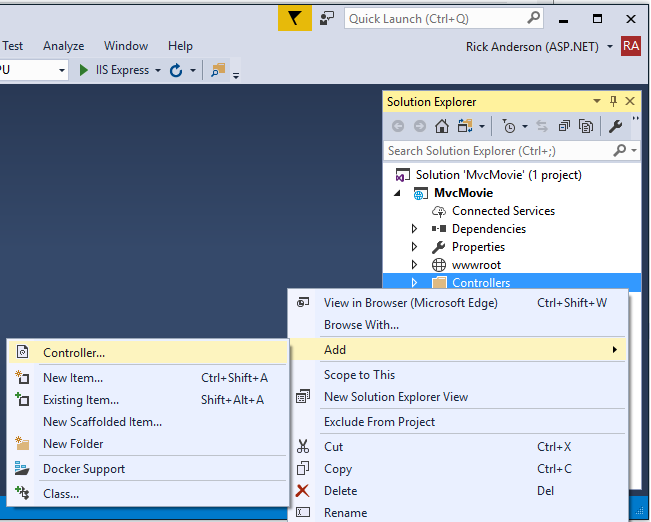 Quick Launch (Ctrl+Q)
Test Analyze Window Help
Rick Anderson (ASP.NET) RA
PU IIS Express
Solution Explorer
Search Solution Explorer (Ctrl+;)
Solution 'MvcMovie' (1 project)
MvcMovie
Connected Services
Dependencies
Properties
wwwroot
Controllers
View in Browser (Microsoft Edge) Ctrl+Shift+W
Browse With...
Add
Scope to This
New Solution Explorer View
Exclude From Project
Cut Ctrl+X
Copy Ctrl+C
Delete Del
Rename
Controller...
New Item... Ctrl+Shift+A
Existing Item... Shift+Alt+A
New Scaffolded Item...
New Folder
Docker Support
Class...